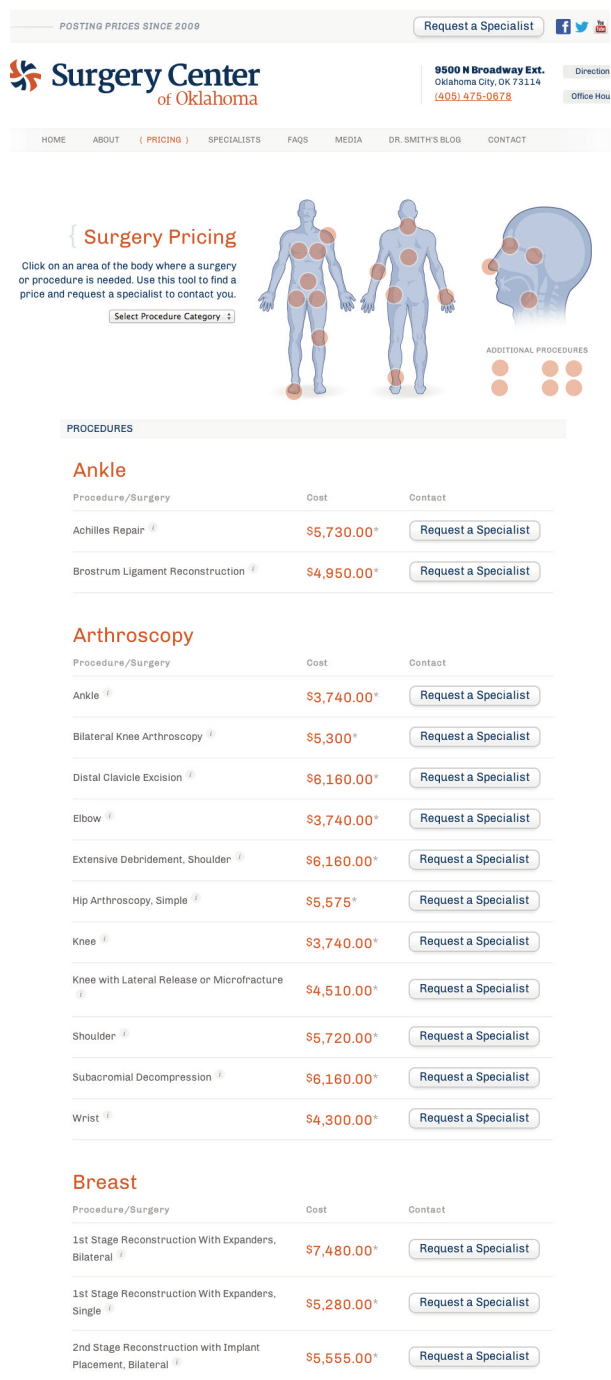 POSTING PRICES SINCE 2009
Request a Specialist
Surgery Center
of Oklahoma
9500 N Broadway Ext.
Oklahoma City, OK 73114
(405) 475-0678
HOME ABOUT ( PRICING ) SPECIALISTS FAQS MEDIA DR. SMITH'S BLOG CONTACT
{ Surgery Pricing
Click on an area of the body where a surgery
or procedure is needed. Use this tool to find a
price and request a specialist to contact you.
Select Procedure Category
ADDITIONAL PROCEDURES
PROCEDURES
Ankle
Procedure/Surgery Cost Contact
Achilles Repair i $5,730.00* Request a Specialist
Brostrum Ligament Reconstruction i $4,950.00* Request a Specialist
Arthroscopy
Procedure/Surgery Cost Contact
Ankle i $3,740.00* Request a Specialist
Bilateral Knee Arthroscopy i $5,300* Request a Specialist
Distal Clavicle Excision i $6,160.00* Request a Specialist
Elbow i $3,740.00* Request a Specialist
Extensive Debridement, Shoulder i $6,160.00* Request a Specialist
Hip Arthroscopy, Simple i $5,575* Request a Specialist
Knee i $3,740.00* Request a Specialist
Knee with Lateral Release or Microfracture
i $4,510.00* Request a Specialist
Shoulder i $5,720.00* Request a Specialist
Subacromial Decompression i $6,160.00* Request a Specialist
Wrist i $4,300.00* Request a Specialist
Breast
Procedure/Surgery Cost Contact
1st Stage Reconstruction With Expanders,
Bilateral i $7,480.00* Request a Specialist
1st Stage Reconstruction With Expanders,
Single i $5,280.00* Request a Specialist
2nd Stage Reconstruction with Implant
Placement, Bilateral i $5,555.00* Request a Specialist